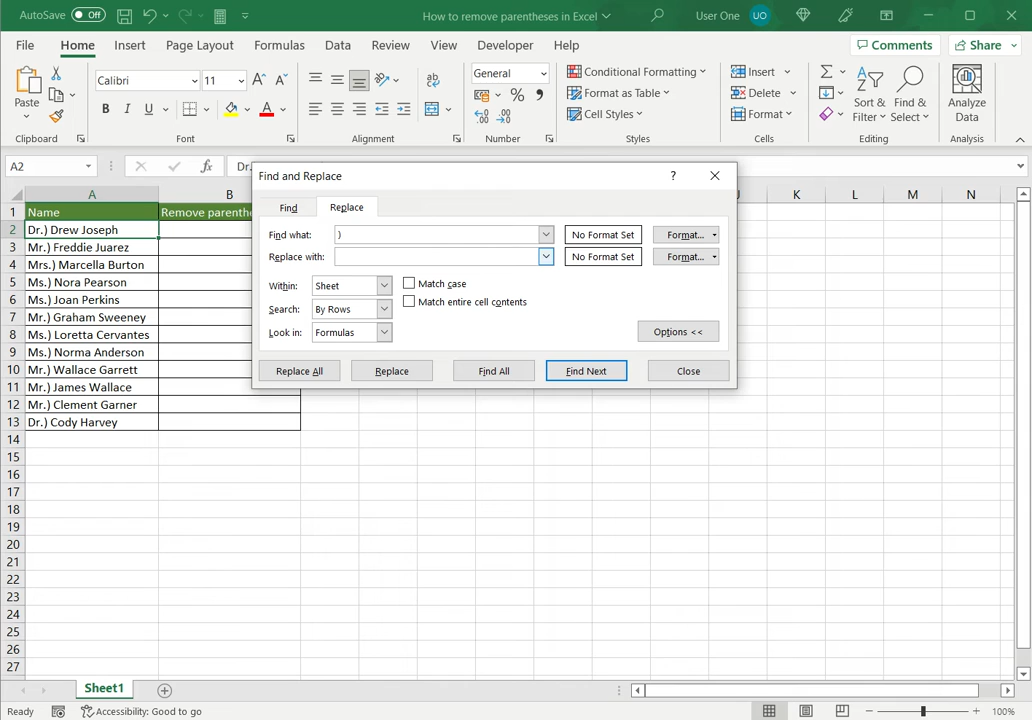 AutoSave Off How to remove parentheses in Excel User One UO
File Home Insert Page Layout Formulas Data Review View Developer Help Comments Share
Paste Calibri 11 A^ A˅ ab General Conditional Formatting Insert Σ
B I U A % 9 Format as Table Delete Sort & Find & Analyze
.00 Cell Styles Format Filter Select Data
Clipboard Font Alignment Number Styles Cells Editing Analysis
A2 fx Dr.
Find and Replace ?
Find Replace
Find what: ) No Format Set Format...
Replace with: No Format Set Format...
Within: Sheet Match case
Search: By Rows Match entire cell contents
Look in: Formulas Options <<
Replace All Replace Find All Find Next Close
A B K L M N
1 Name Remove parenthe
2 Dr.) Drew Joseph
3 Mr.) Freddie Juarez
4 Mrs.) Marcella Burton
5 Ms.) Nora Pearson
6 Ms.) Joan Perkins
7 Mr.) Graham Sweeney
8 Ms.) Loretta Cervantes
9 Ms.) Norma Anderson
10 Mr.) Wallace Garrett
11 Mr.) James Wallace
12 Mr.) Clement Garner
13 Dr.) Cody Harvey
14
15
16
17
18
19
20
21
22
23
24
25
26
27
Sheet1
Ready Accessibility: Good to go 100%